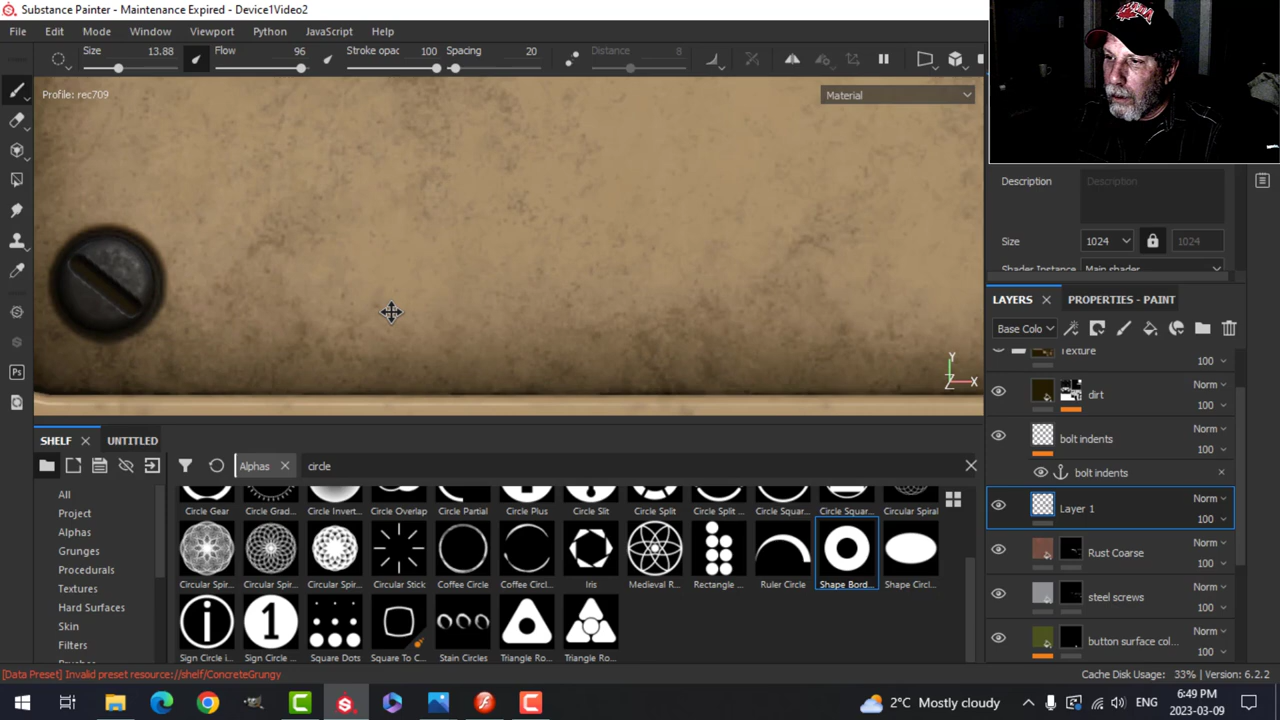 Substance Painter - Maintenance Expired - Device1Video2
File Edit Mode Window Viewport Python JavaScript Help
Size 13.88 Flow 96 Stroke opac 100 Spacing 20 Distance 8
Profile: rec709
Material
Description Description
Size 1024 1024
Shader Instance Main shader
Y
X
Z
LAYERS PROPERTIES - PAINT
Base Colo
Texture
100
dirt Norm
100
bolt indents Norm
100
bolt indents
Layer 1 Norm
100
Rust Coarse Norm
100
steel screws Norm
100
button surface col... Norm
100
SHELF UNTITLED
Alphas circle
All
Project
Alphas
Grunges
Procedurals
Textures
Hard Surfaces
Skin
Filters
Circle Gear Circle Grad... Circle Invert... Circle Overlap Circle Partial Circle Plus Circle Slit Circle Split Circle Split ... Circle Squar... Circle Squar... Circular Spiral
Circular Spir... Circular Spir... Circular Spir... Circular Stick Coffee Circle Coffee Circl... Iris Medieval R... Rectangle ... Ruler Circle Shape Bord... Shape Circl...
Sign Circle i... Sign Circle ... Square Dots Square To C... Stain Circles Triangle Ro... Triangle Ro...
[Data Preset] Invalid preset resource://shelf/ConcreteGrungy
Cache Disk Usage: 33% | Version: 6.2.2
2°C Mostly cloudy
ENG
6:49 PM
2023-03-09